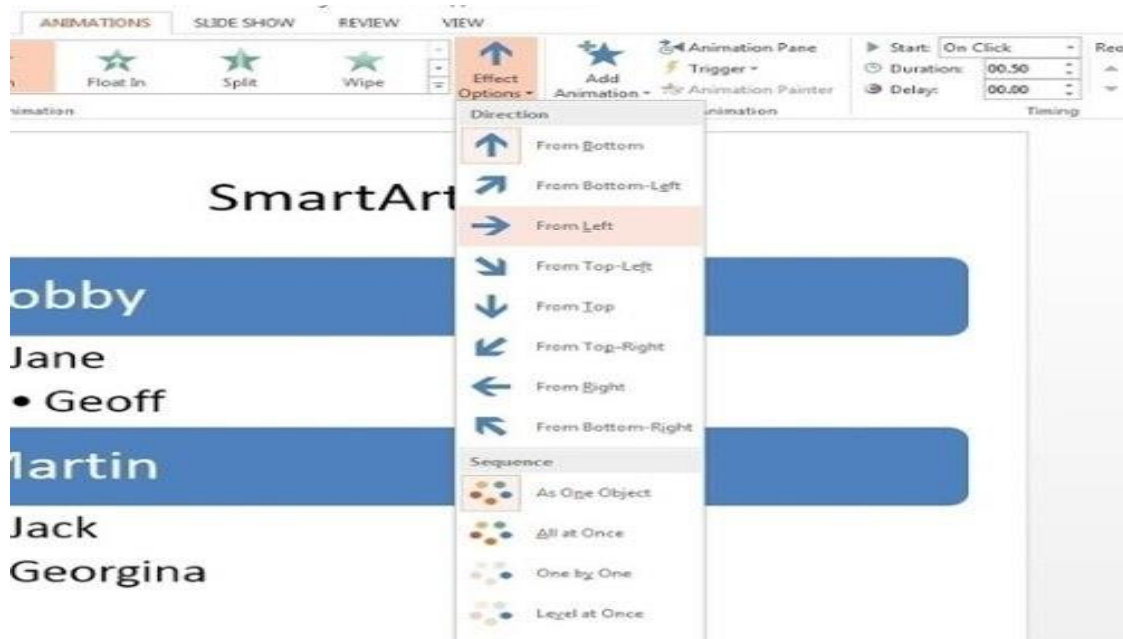 ANIMATIONS SLIDE SHOW REVIEW VIEW
Float In Split Wipe Effect Options Add Animation Animation Pane Trigger Animation Painter
Start: On Click
Duration: 00.50
Delay: 00.00
nimation nimation Timing
Direction
From Bottom
From Bottom-Left
From Left
From Top-Left
From Top
From Top-Right
From Right
From Bottom-Right
Sequence
As One Object
All at Once
One by One
Level at Once
SmartArt
obby
Jane
• Geoff
Martin
Jack
Georgina